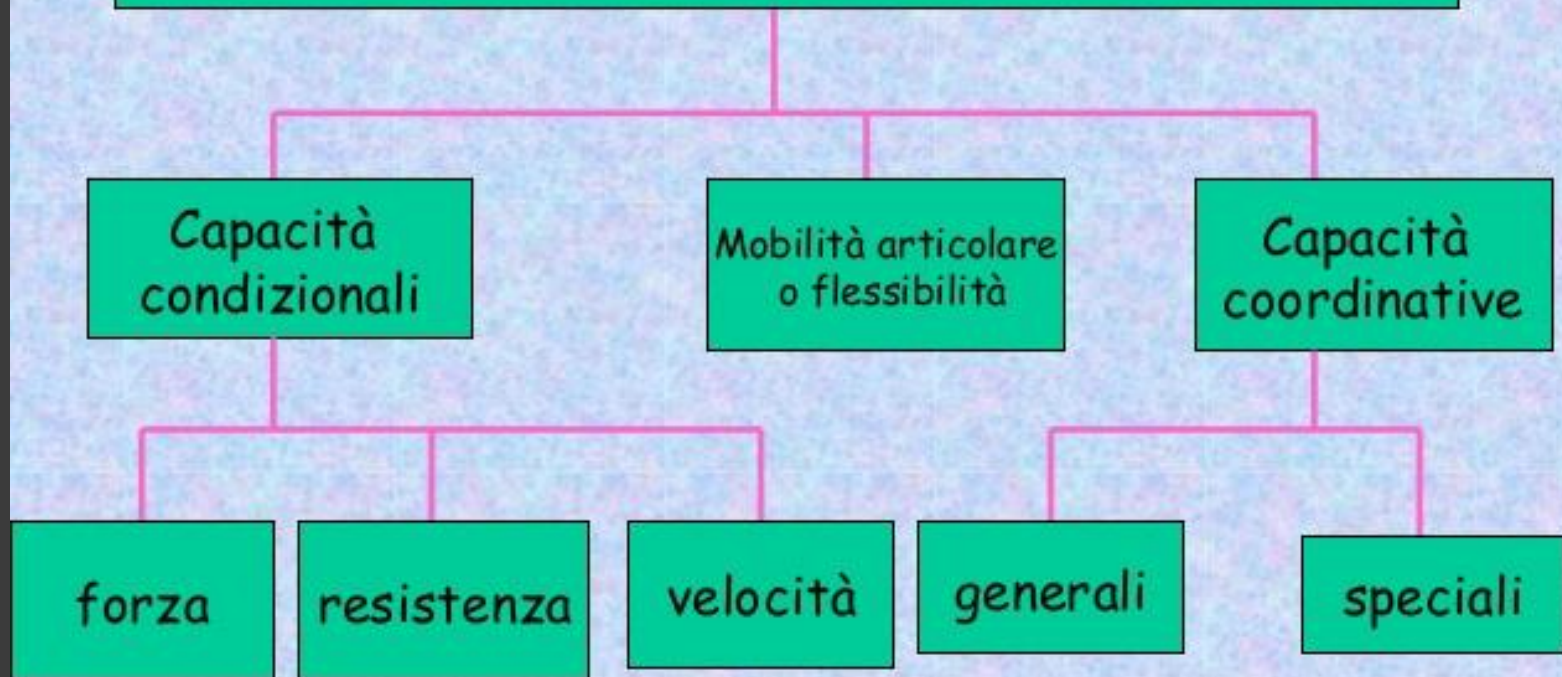 Capacità
condizionali
Mobilità articolare
o flessibilità
Capacità
coordinative
forza
resistenza
velocità
generali
speciali